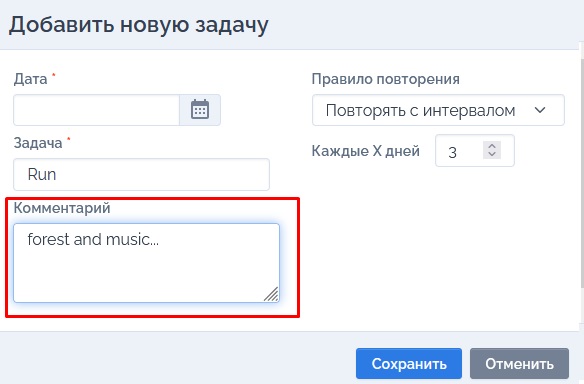 Добавить новую задачу
Дата *
Задача *
Run
Комментарий
forest and music...
Правило повторения
Повторять с интервалом
Каждые X дней
3
Сохранить
Отменить